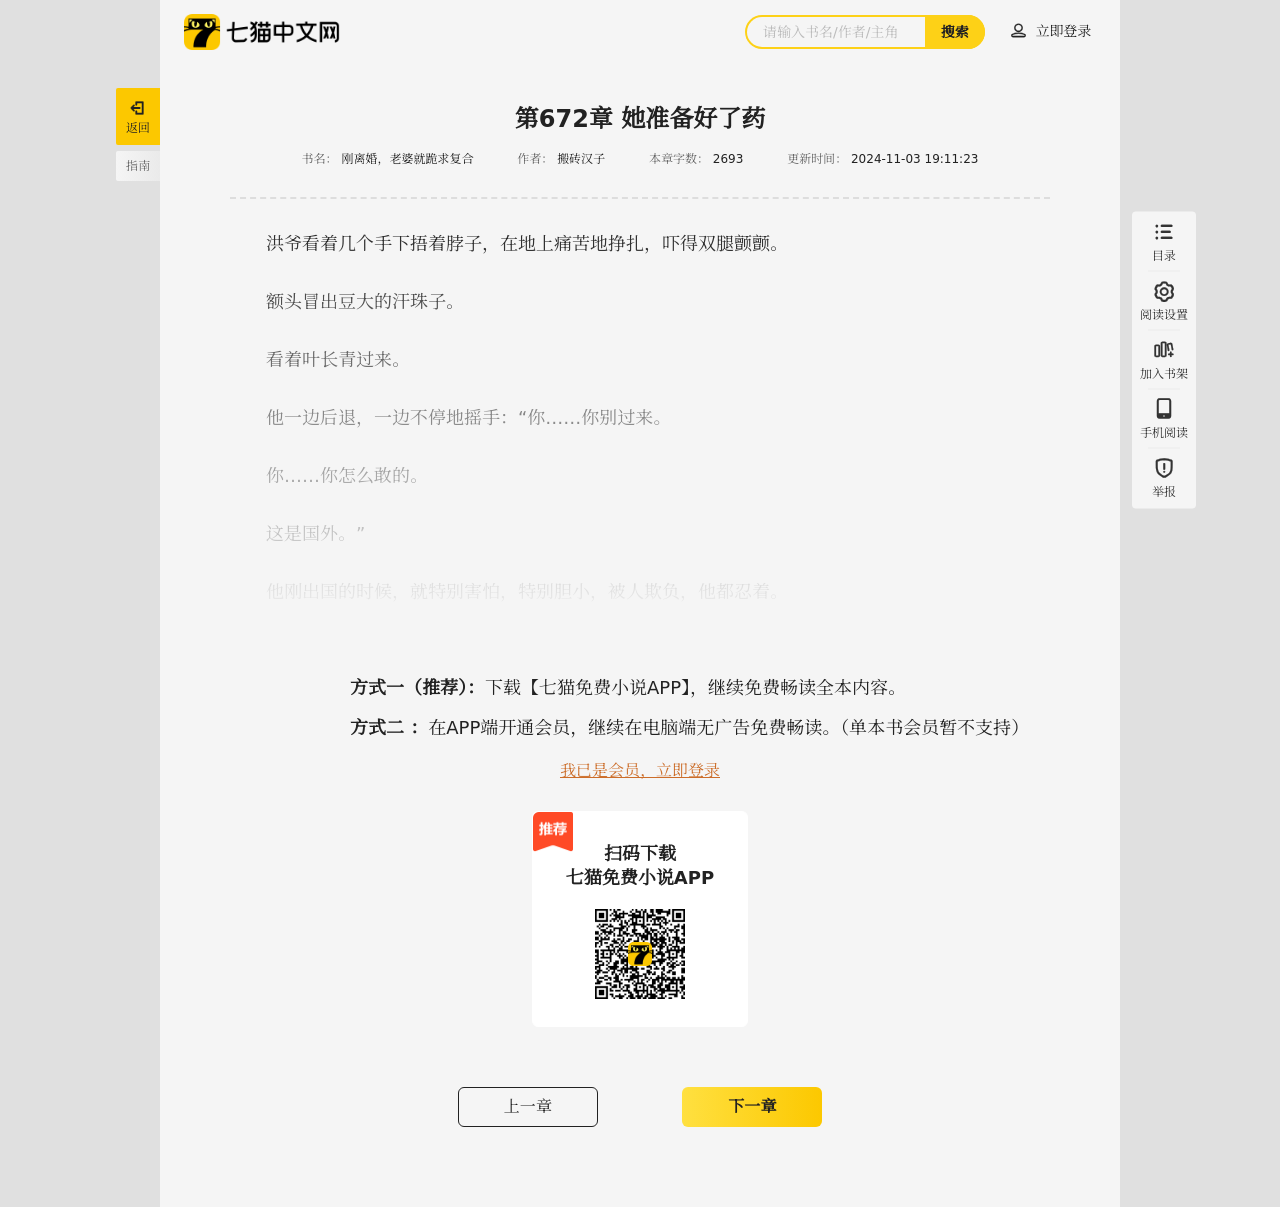 七猫中文网
请输入书名/作者/主角
搜索
立即登录
返回
指南
第672章 她准备好了药
书名： 刚离婚，老婆就跪求复合 作者： 搬砖汉子 本章字数： 2693 更新时间： 2024-11-03 19:11:23
洪爷看着几个手下捂着脖子，在地上痛苦地挣扎，吓得双腿颤颤。
额头冒出豆大的汗珠子。
看着叶长青过来。
他一边后退，一边不停地摇手：“你……你别过来。
你……你怎么敢的。
这是国外。”
他刚出国的时候，就特别害怕，特别胆小，被人欺负，他都忍着。
目录
阅读设置
加入书架
手机阅读
举报
方式一（推荐）：下载【七猫免费小说APP】，继续免费畅读全本内容。
方式二 ：在APP端开通会员，继续在电脑端无广告免费畅读。（单本书会员暂不支持）
我已是会员，立即登录
推荐
扫码下载
七猫免费小说APP
上一章
下一章